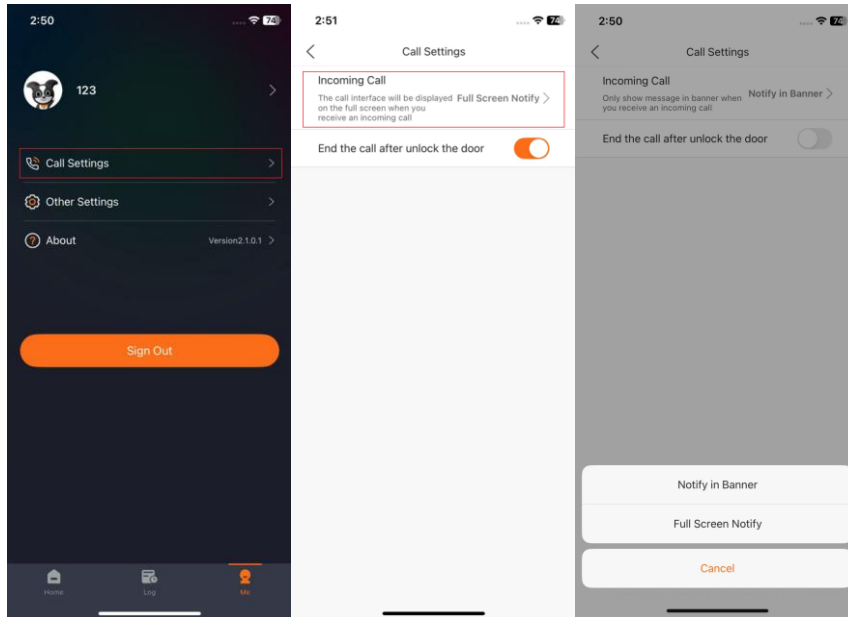 2:50
74
123
Call Settings
Other Settings
About
Version2.1.0.1
Sign Out
Home
Log
Me
2:51
74
Call Settings
Incoming Call
The call interface will be displayed
on the full screen when you
receive an incoming call
Full Screen Notify
End the call after unlock the door
2:50
74
Call Settings
Incoming Call
Only show message in banner when
you receive an incoming call
Notify in Banner
End the call after unlock the door
Notify in Banner
Full Screen Notify
Cancel